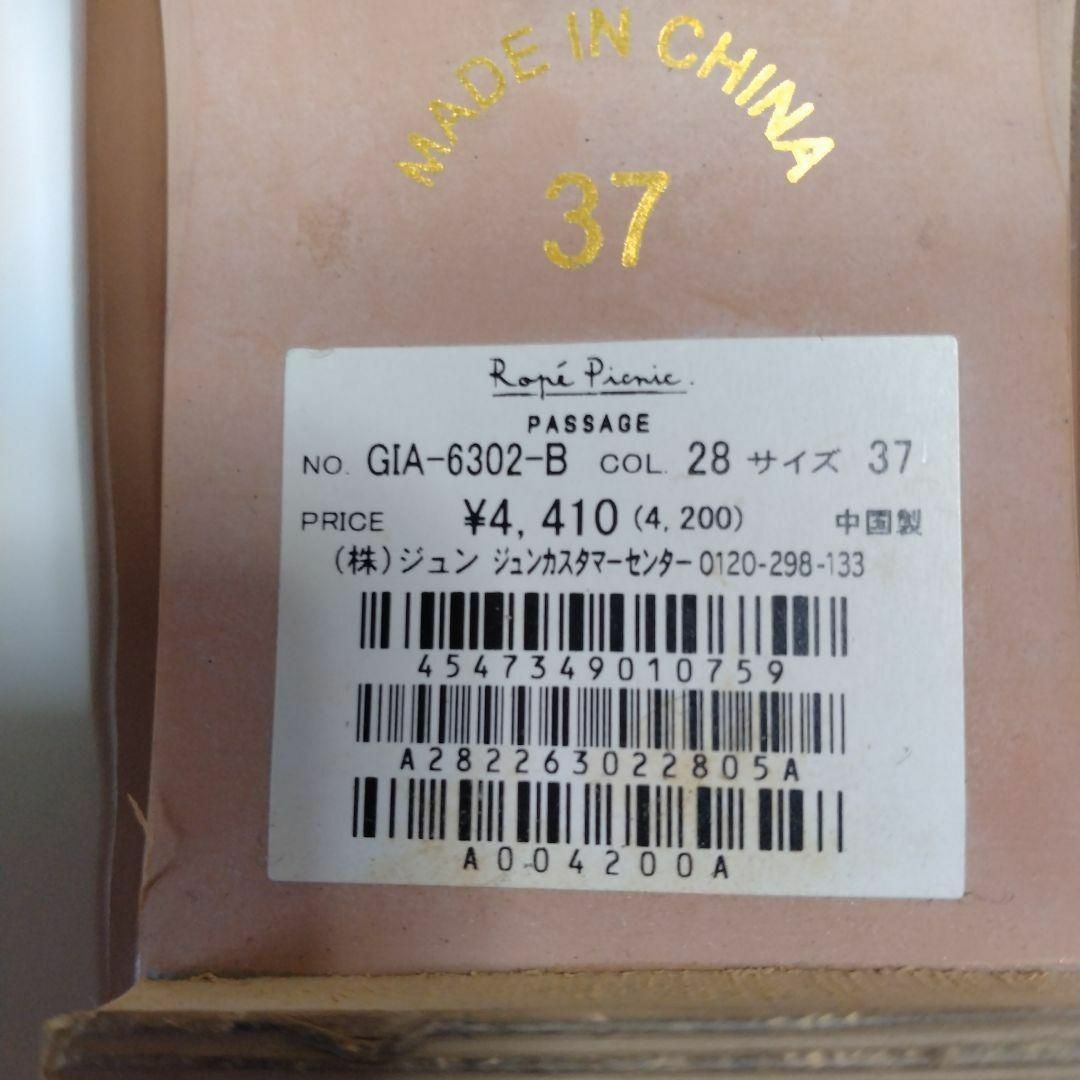 MADE IN CHINA
37
Ropé Picnic.
PASSAGE
NO. GIA-6302-B COL. 28 サイズ 37
PRICE ¥4,410 (4,200) 中国製
(株)ジュン ジュンカスタマーセンター 0120-298-133
4547349010759
A282263022805A
A004200A